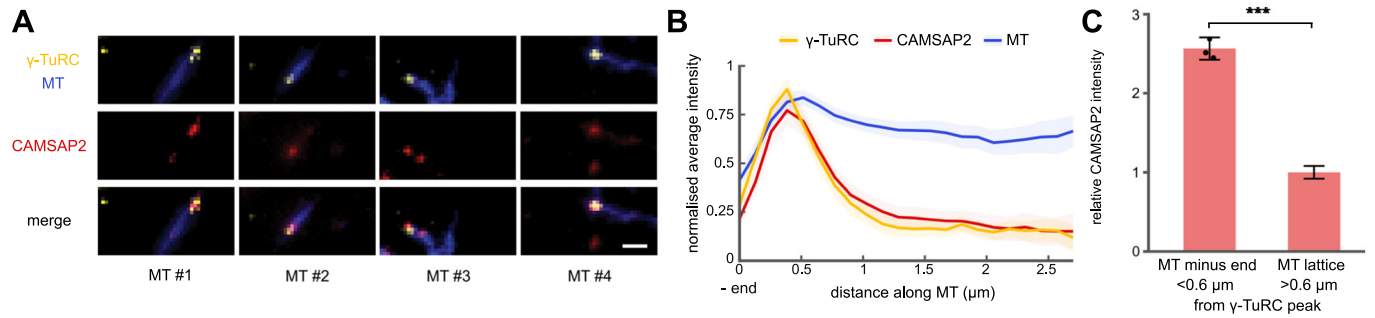 A
γ-TuRC
MT
CAMSAP2
merge
MT #1
MT #2
MT #3
MT #4
B
γ-TuRC
CAMSAP2
MT
normalised average intensity
1
0.75
0.5
0.25
0
0
0.5
1
1.5
2
2.5
- end
distance along MT (μm)
C
***
relative CAMSAP2 intensity
3
2
1
0
MT minus end
<0.6 μm
MT lattice
>0.6 μm
from γ-TuRC peak